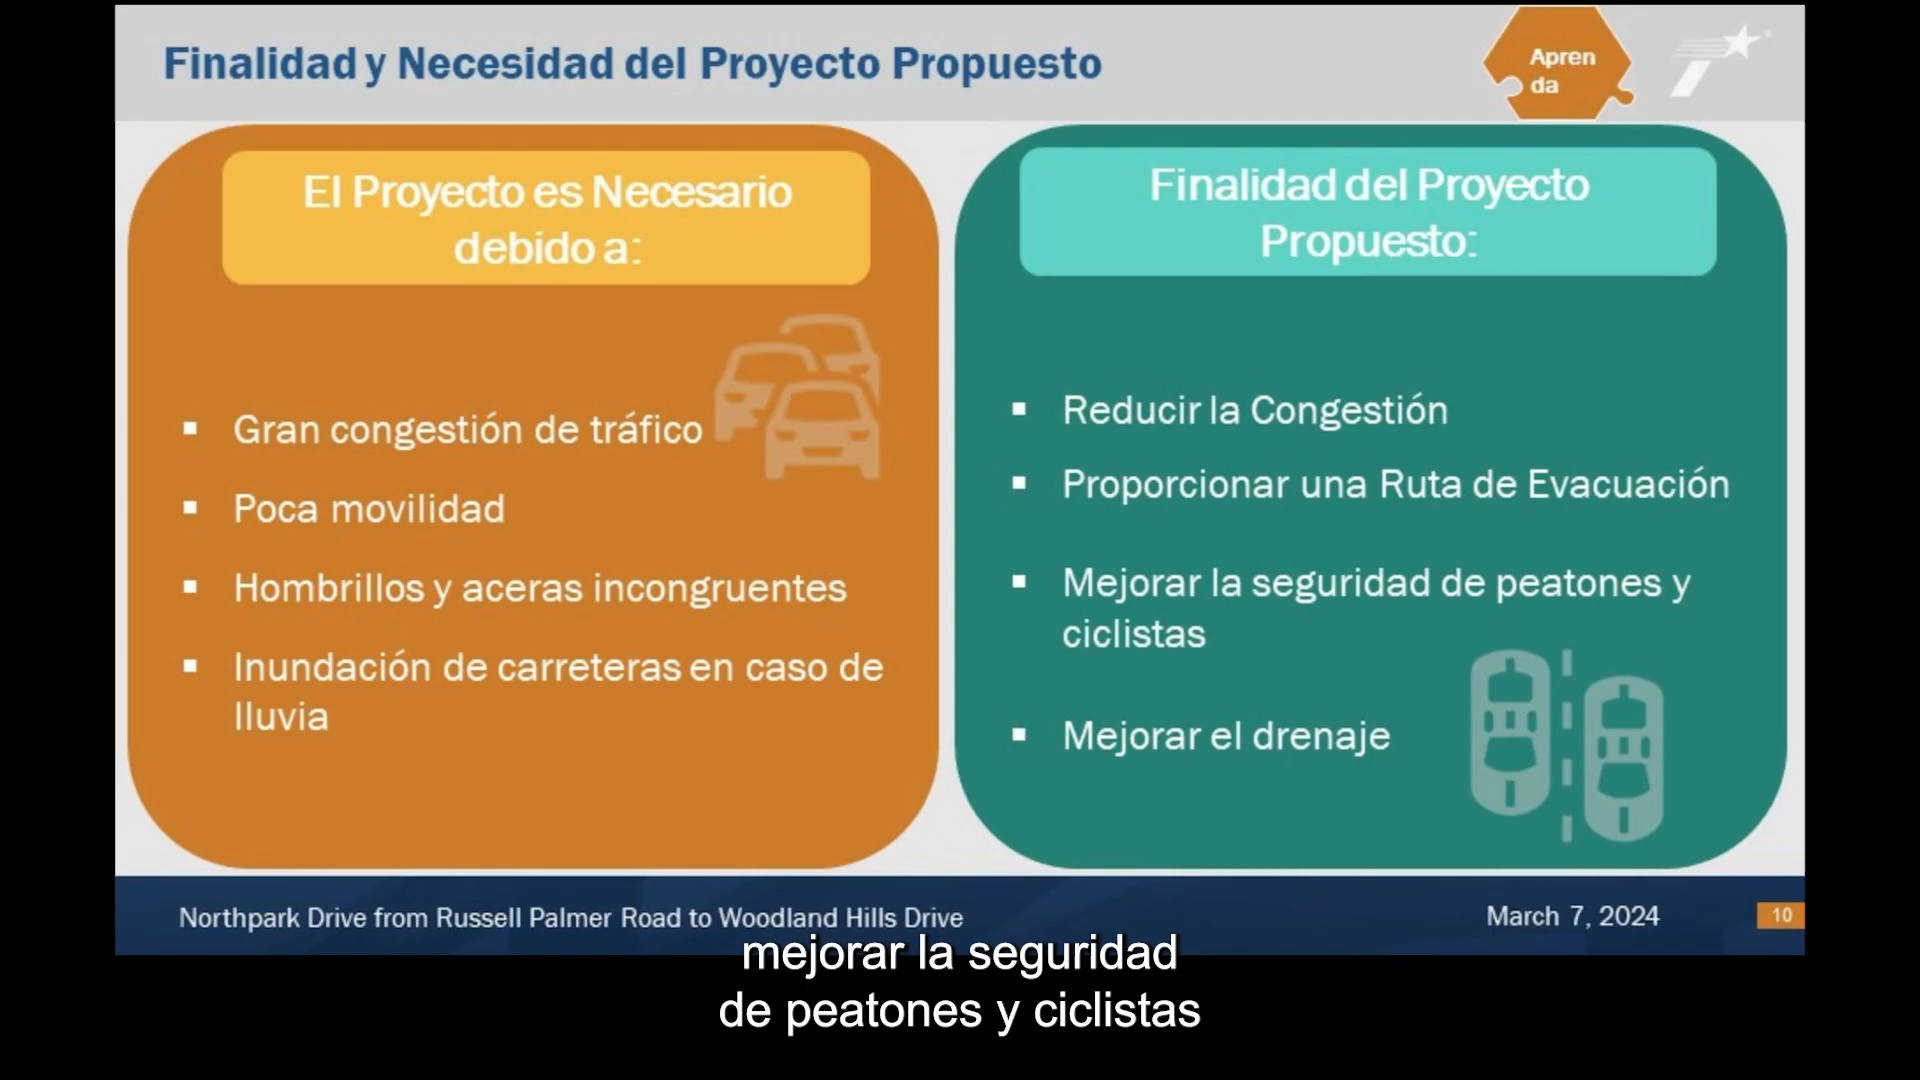 Finalidad y Necesidad del Proyecto Propuesto
Apren
da
El Proyecto es Necesario
debido a:
▪ Gran congestión de tráfico
▪ Poca movilidad
▪ Hombrillos y aceras incongruentes
▪ Inundación de carreteras en caso de
lluvia
Finalidad del Proyecto
Propuesto:
▪ Reducir la Congestión
▪ Proporcionar una Ruta de Evacuación
▪ Mejorar la seguridad de peatones y
ciclistas
▪ Mejorar el drenaje
Northpark Drive from Russell Palmer Road to Woodland Hills Drive
March 7, 2024
10
mejorar la seguridad
de peatones y ciclistas